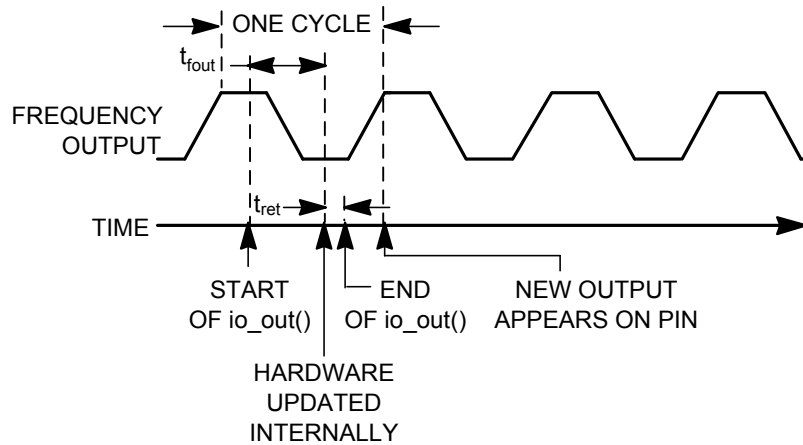 ONE CYCLE
tfout
FREQUENCY
OUTPUT
tret
TIME
START
OF io_out()
END
OF io_out()
NEW OUTPUT
APPEARS ON PIN
HARDWARE
UPDATED
INTERNALLY